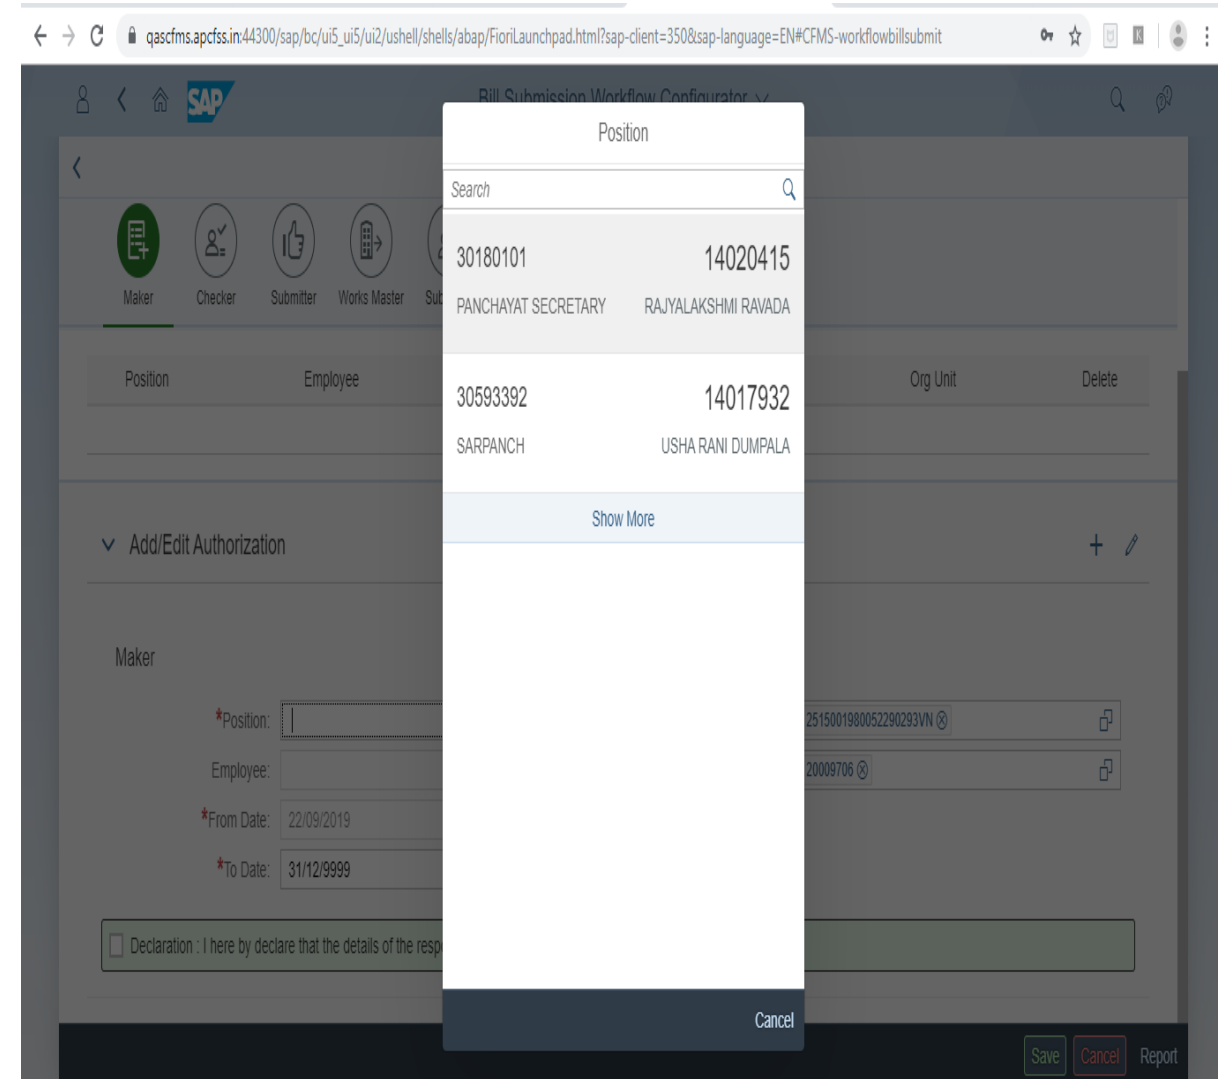 qascfms.apcfss.in:44300/sap/bc/ui5_ui5/ui2/ushell/shells/abap/FioriLaunchpad.html?sap-client=350&sap-language=EN#CFMS-workflowbillsubmit
SAP
Bill Submission Workflow Configurator
Position
Search
30180101 14020415
PANCHAYAT SECRETARY RAJYALAKSHMI RAVADA
30593392 14017932
SARPANCH USHA RANI DUMPALA
Show More
Cancel
Maker Checker Submitter Works Master Sub
Position Employee Org Unit Delete
Add/Edit Authorization
Maker
*Position: 2515001980052290293VN
Employee: 20009706
*From Date: 22/09/2019
*To Date: 31/12/9999
Declaration : I here by declare that the details of the resp
Save Cancel Report